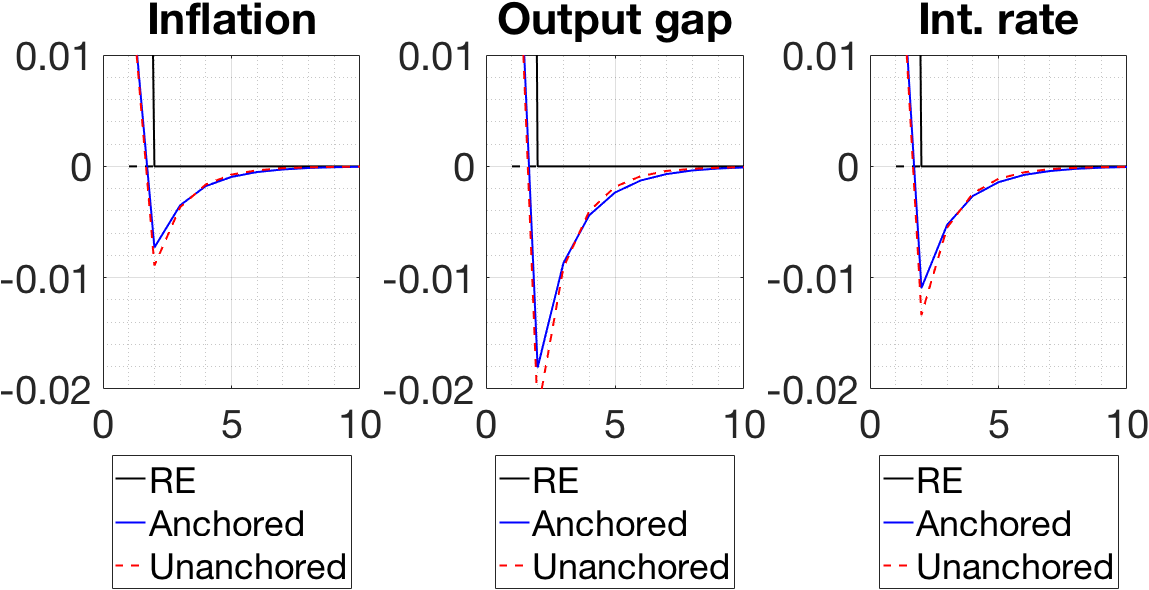 Inflation
0.01
0
-0.01
-0.02
0 5 10
RE
Anchored
Unanchored
Output gap
0.01
0
-0.01
-0.02
0 5 10
RE
Anchored
Unanchored
Int. rate
0.01
0
-0.01
-0.02
0 5 10
RE
Anchored
Unanchored